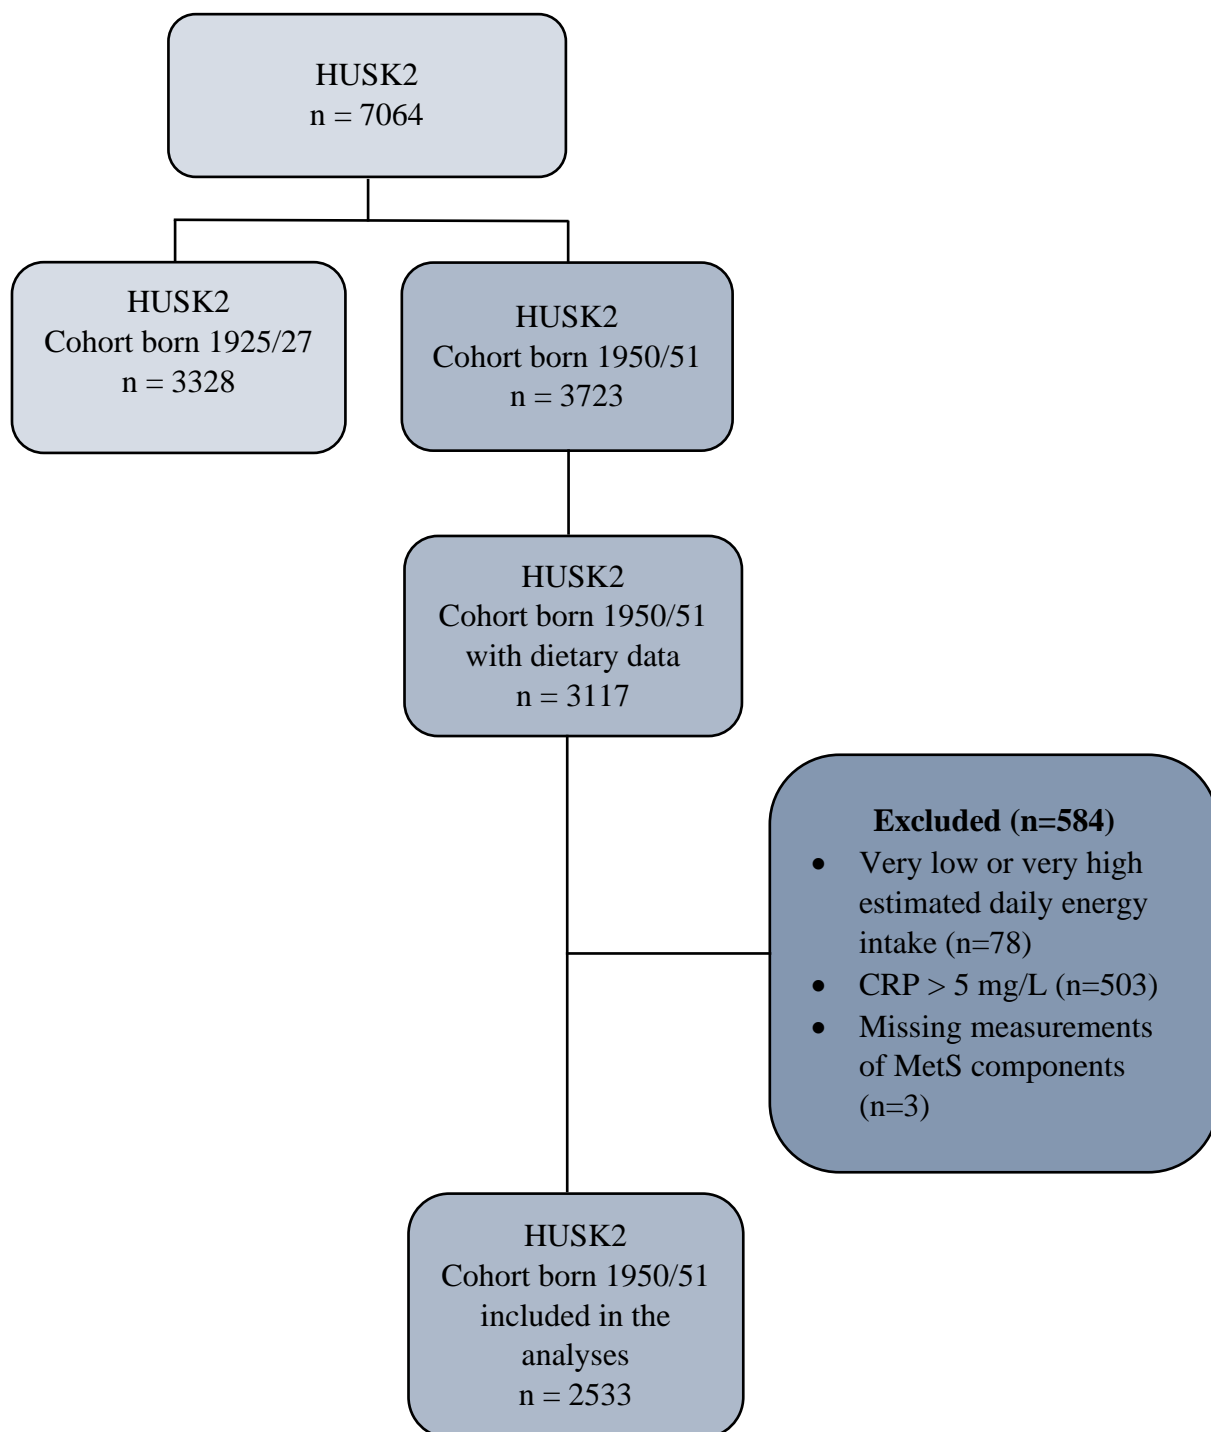 HUSK2
n = 7064
HUSK2
Cohort born 1925/27
n = 3328
HUSK2
Cohort born 1950/51
n = 3723
HUSK2
Cohort born 1950/51
with dietary data
n = 3117
Excluded (n=584)
• Very low or very high
estimated daily energy
intake (n=78)
• CRP > 5 mg/L (n=503)
• Missing measurements
of MetS components
(n=3)
HUSK2
Cohort born 1950/51
included in the
analyses
n = 2533